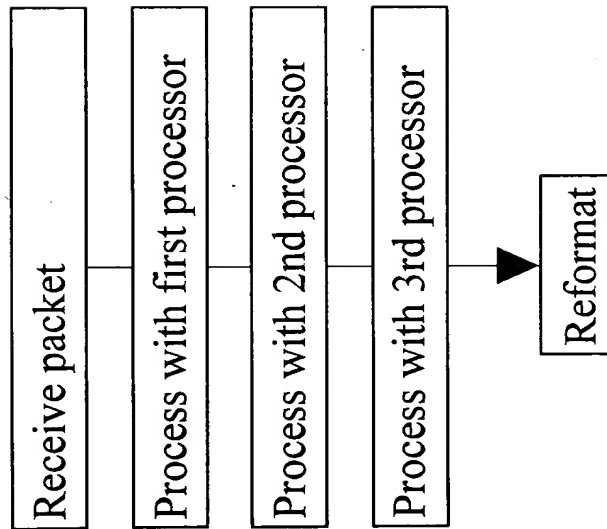 Receive packet
Process with first processor
Process with 2nd processor
Process with 3rd processor
Reformat